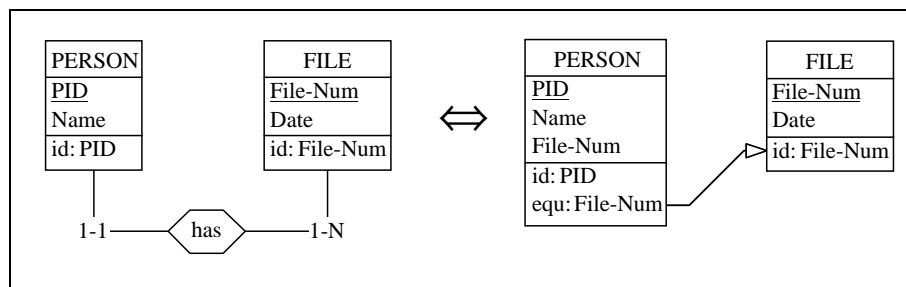 PERSON
PID
Name
id: PID
1-1
has
FILE
File-Num
Date
id: File-Num
1-N
⇔
PERSON
PID
Name
File-Num
id: PID
equ: File-Num
FILE
File-Num
Date
id: File-Num